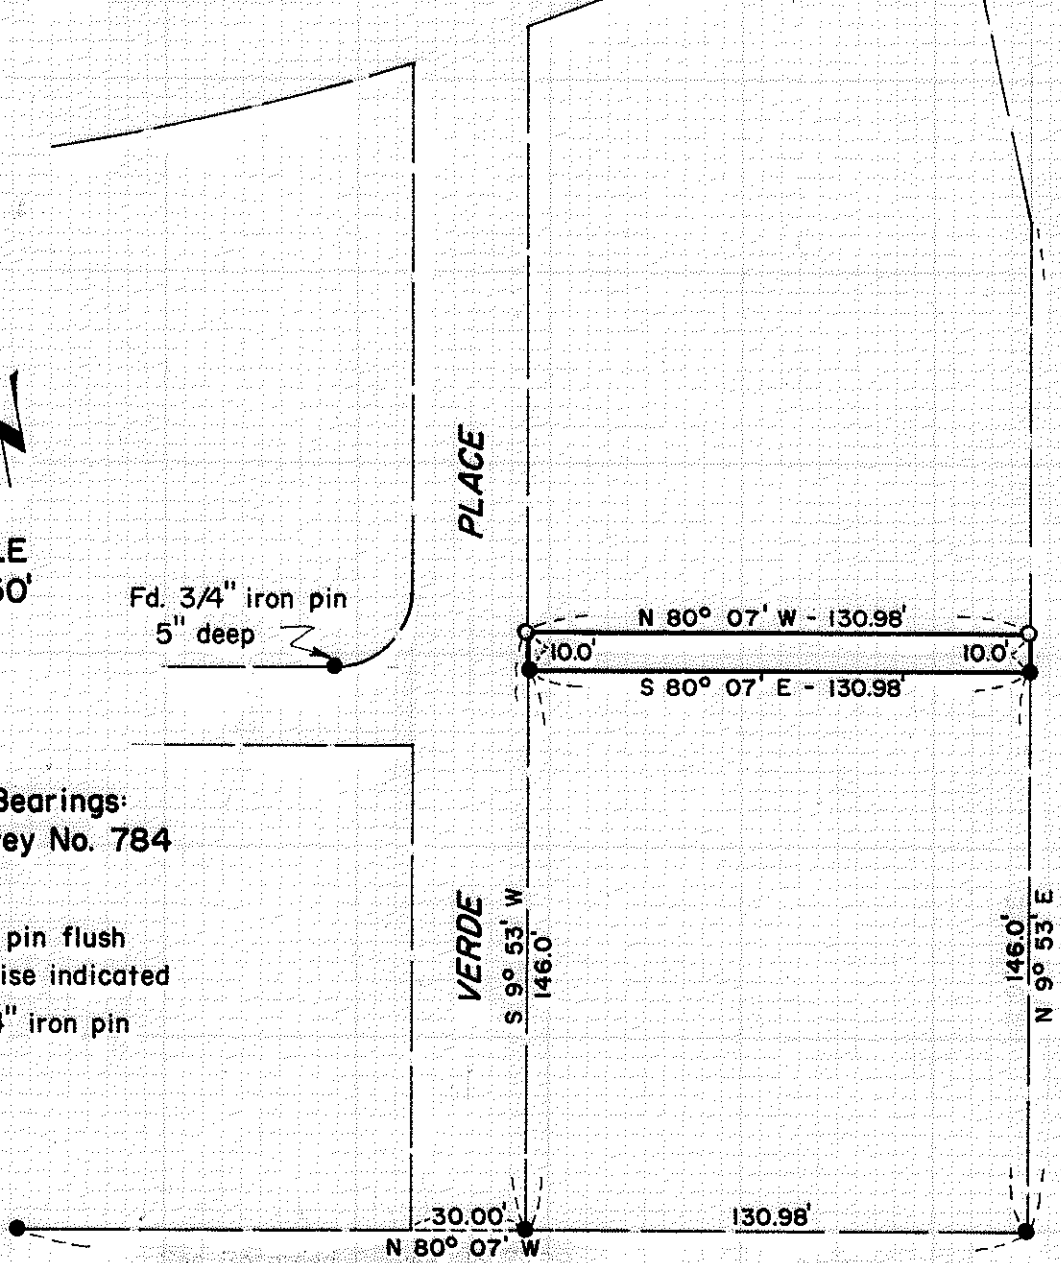 PLACE
Fd. 3/4" iron pin
5" deep
N 80° 07' W - 130.98'
10.0'
10.0'
S 80° 07' E - 130.98'
Bearings:
No. 784
VERDE
S 9° 53' W
146.0'
146.0'
N 9° 53' E
pin flush
indicated
iron pin
30.00'
130.98'
N 80° 07' W